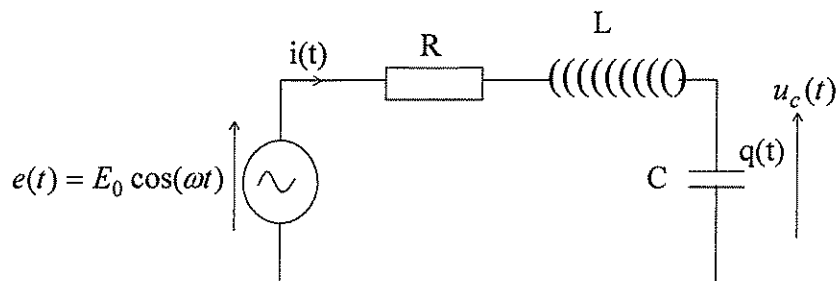 L
R
i(t)
u_c(t)
q(t)
e(t) = E_0 cos(ωt)
C